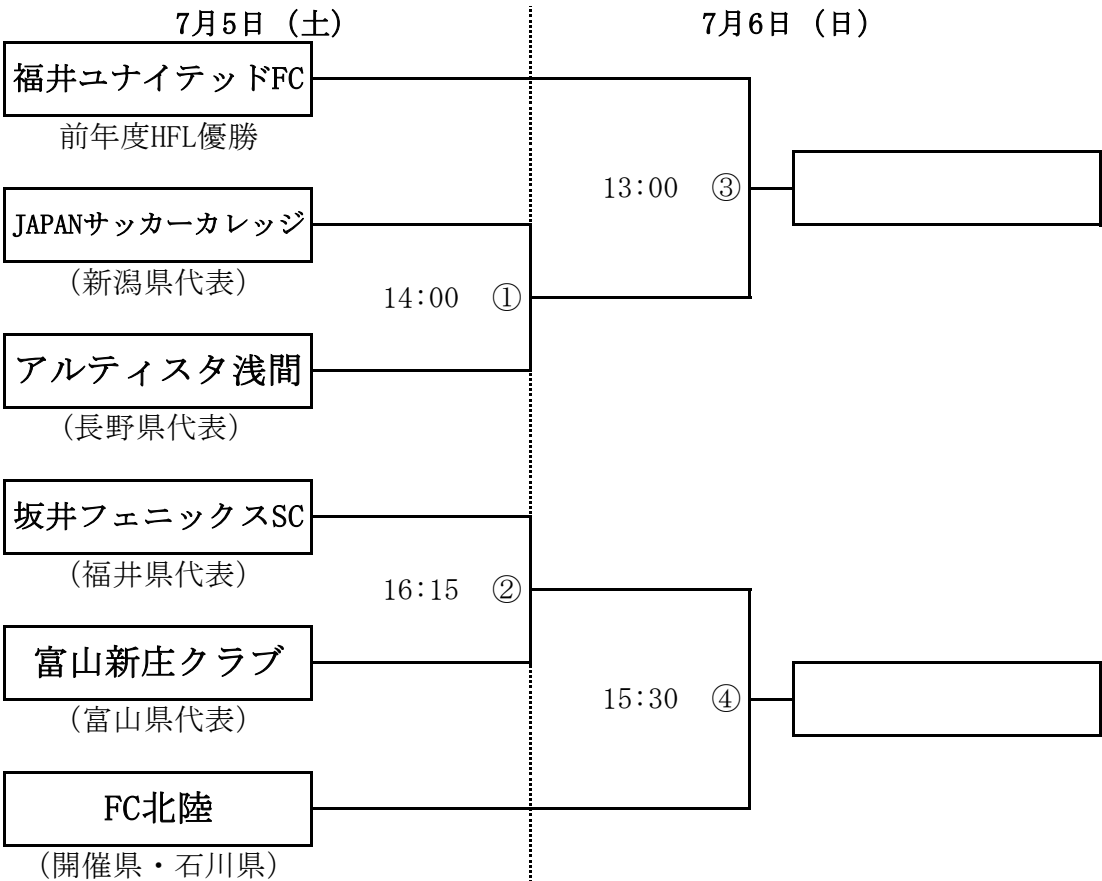 7月5日（土）
7月6日（日）
福井ユナイテッドFC
前年度HFL優勝
13:00 ③
JAPANサッカーカレッジ
（新潟県代表）
14:00 ①
アルティスタ浅間
（長野県代表）
坂井フェニックスSC
（福井県代表）
16:15 ②
富山新庄クラブ
（富山県代表）
15:30 ④
FC北陸
（開催県・石川県）